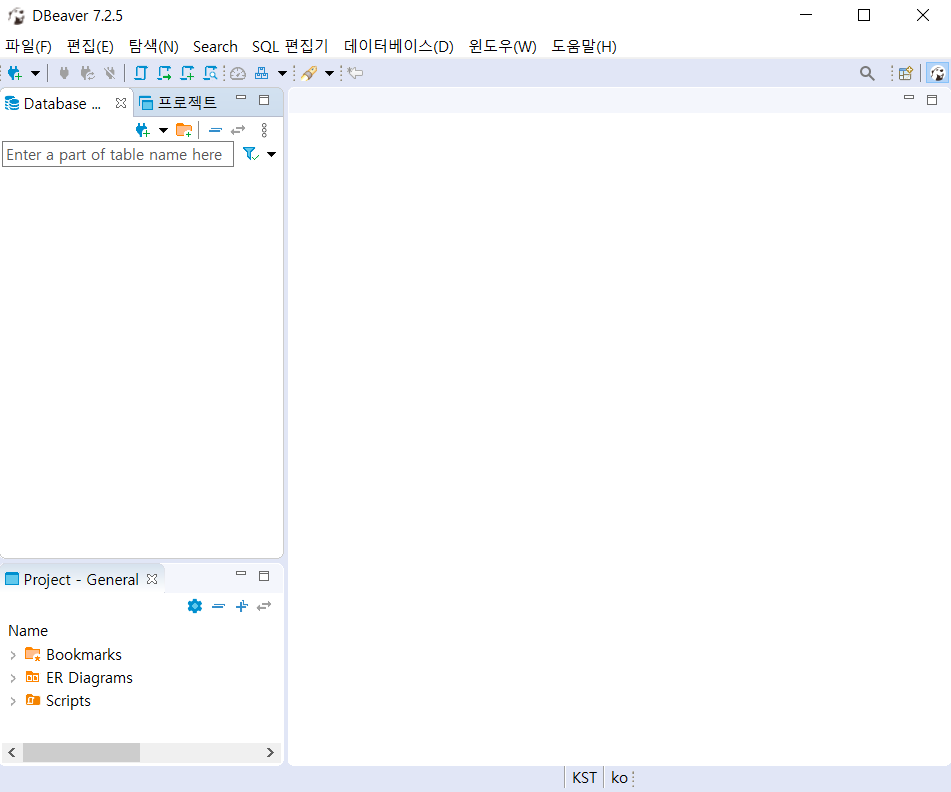 DBeaver 7.2.5
파일(F) 편집(E) 탐색(N) Search SQL 편집기 데이터베이스(D) 윈도우(W) 도움말(H)
Database ... 프로젝트
Enter a part of table name here
Project - General
Name
Bookmarks
ER Diagrams
Scripts
KST ko